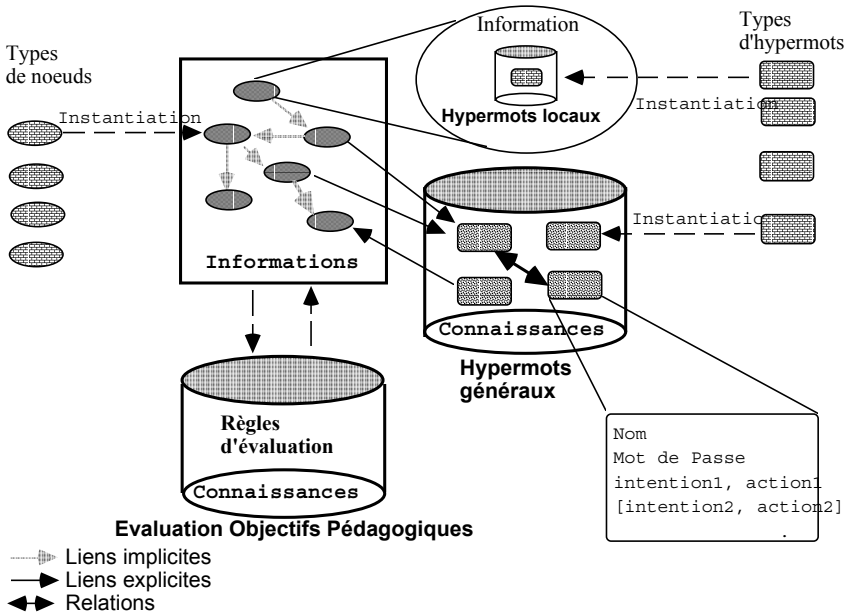 Types
de noeuds
Instantiation
Informations
Information
Hypermots locaux
Types
d'hypermots
Instantiation
Instantiation
Connaissances
Hypermots
généraux
Règles
d'évaluation
Connaissances
Evaluation Objectifs Pédagogiques
Nom
Mot de Passe
intention1, action1
[intention2, action2]
.
Liens implicites
Liens explicites
Relations